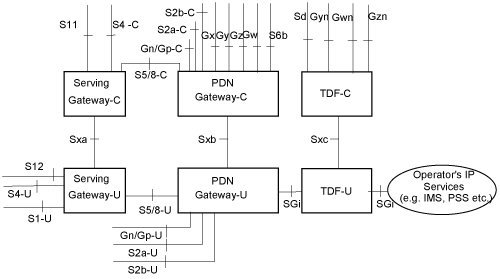 S2b-C
S11
S4 -C
S2a-C
Sd
Gyn
Gwn
Gzn
Gn/Gp-C
Gx
Gy
Gz
Gw
S6b
Serving
Gateway-C
S5/8-C
PDN
Gateway-C
TDF-C
Sxa
Sxb
Sxc
S12
S4-U
S1-U
Serving
Gateway-U
S5/8-U
PDN
Gateway-U
SGi
TDF-U
SGi
Operator's IP
Services
(e.g. IMS, PSS etc.)
Gn/Gp-U
S2a-U
S2b-U